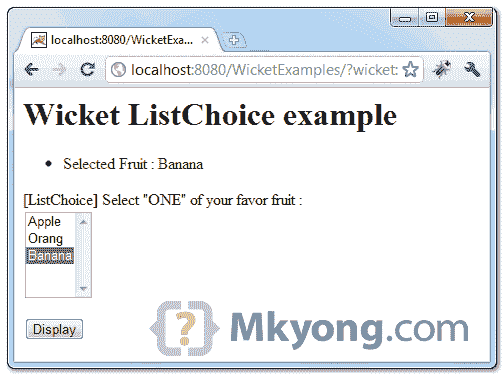 localhost:8080/WicketExa...
localhost:8080/WicketExamples/?wicket:
Wicket ListChoice example
Selected Fruit : Banana
[ListChoice] Select "ONE" of your favor fruit :
Apple
Orang
Banana
Display
{?} Mkyong.com